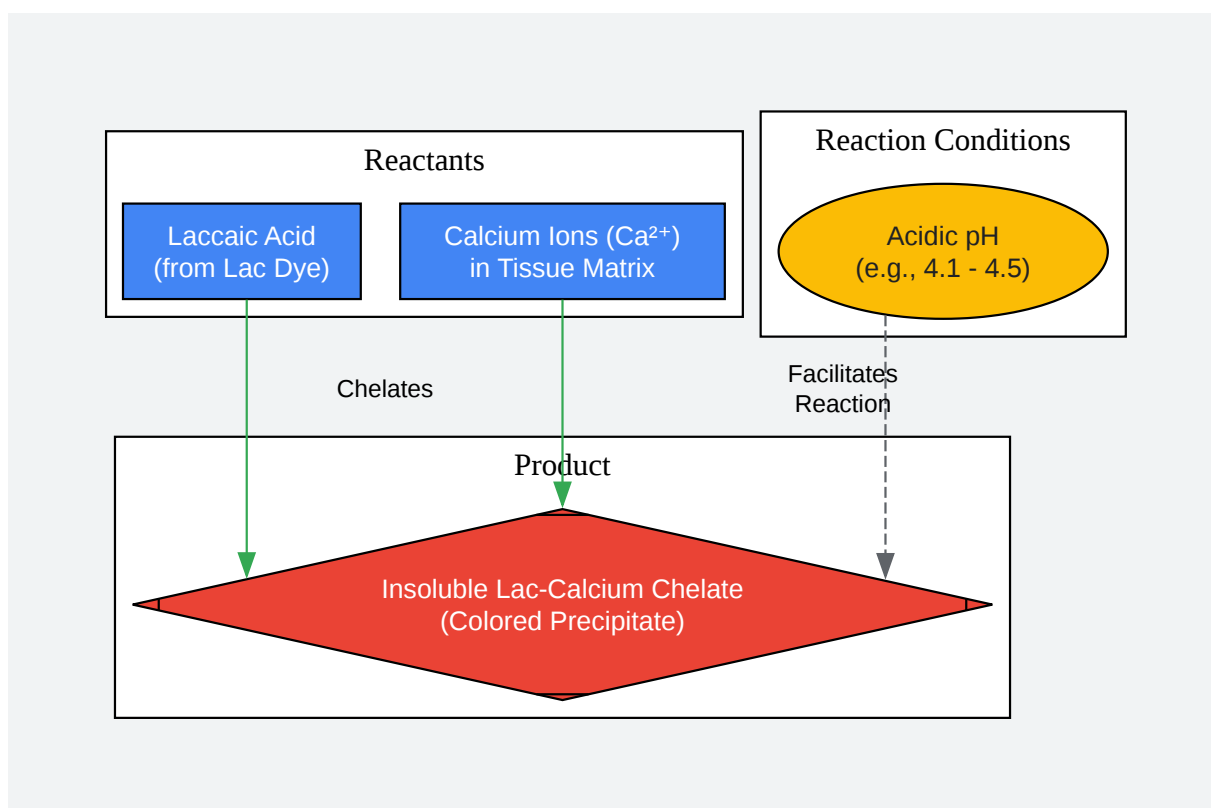 Reactants
Laccaic Acid
(from Lac Dye)
Calcium Ions (Ca²⁺)
in Tissue Matrix
Reaction Conditions
Acidic pH
(e.g., 4.1 - 4.5)
Chelates
Facilitates
Reaction
Product
Insoluble Lac-Calcium Chelate
(Colored Precipitate)